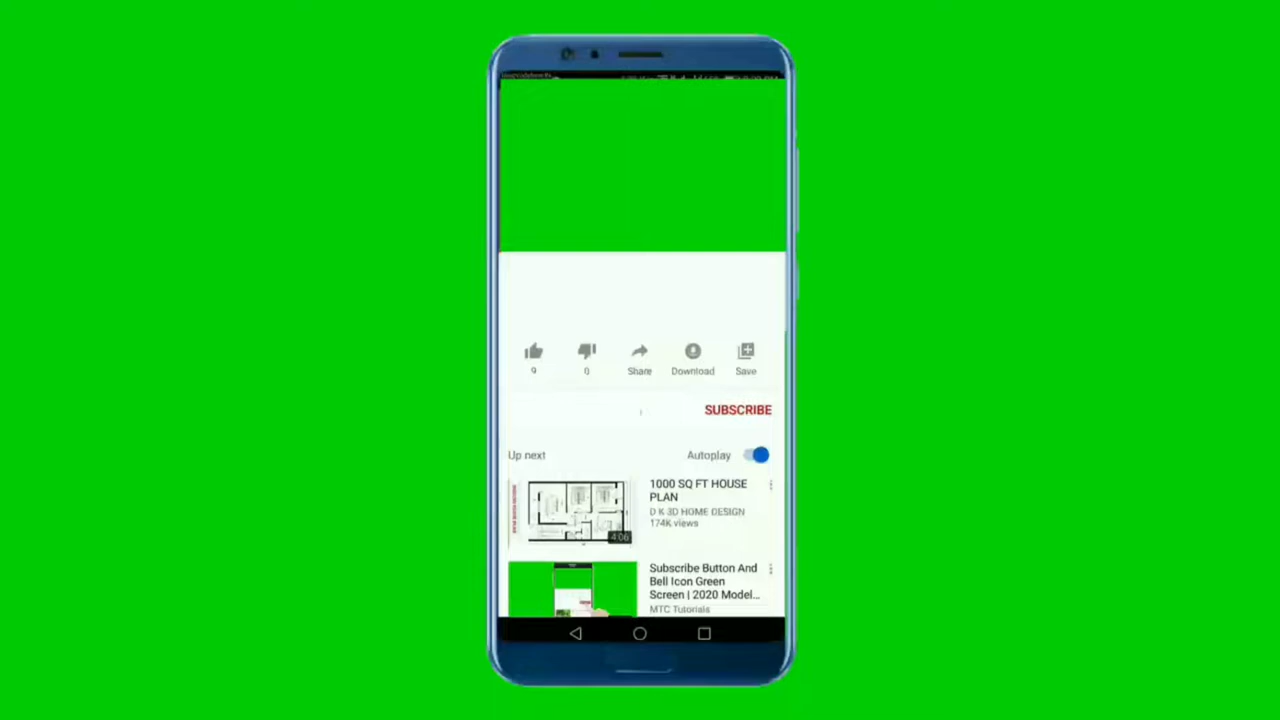 9
0
Share
Download
Save
SUBSCRIBE
Up next
Autoplay
1000 SQ FT HOUSE
PLAN
D K 3D HOME DESIGN
174K views
4:06
Subscribe Button And
Bell Icon Green
Screen | 2020 Model...
MTC Tutorials